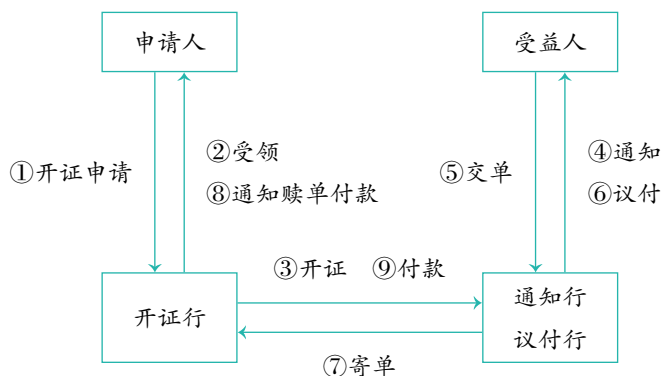 申请人
受益人
①开证申请
②受领
⑧通知赎单付款
⑤交单
④通知
⑥议付
③开证 ⑨付款
开证行
通知行
议付行
⑦寄单